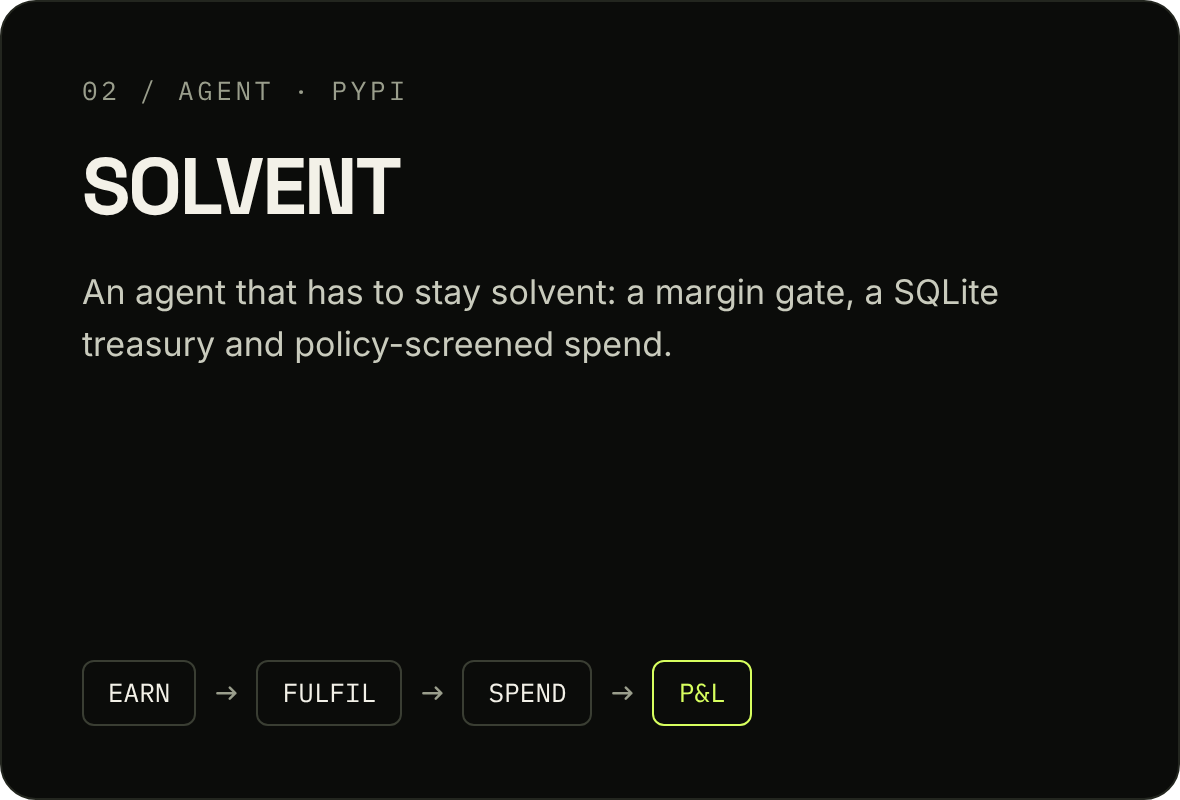 02 / AGENT · PYPI
SOLVENT
An agent that has to stay solvent: a margin gate, a SQLite
treasury and policy-screened spend.
EARN → FULFIL → SPEND → P&L